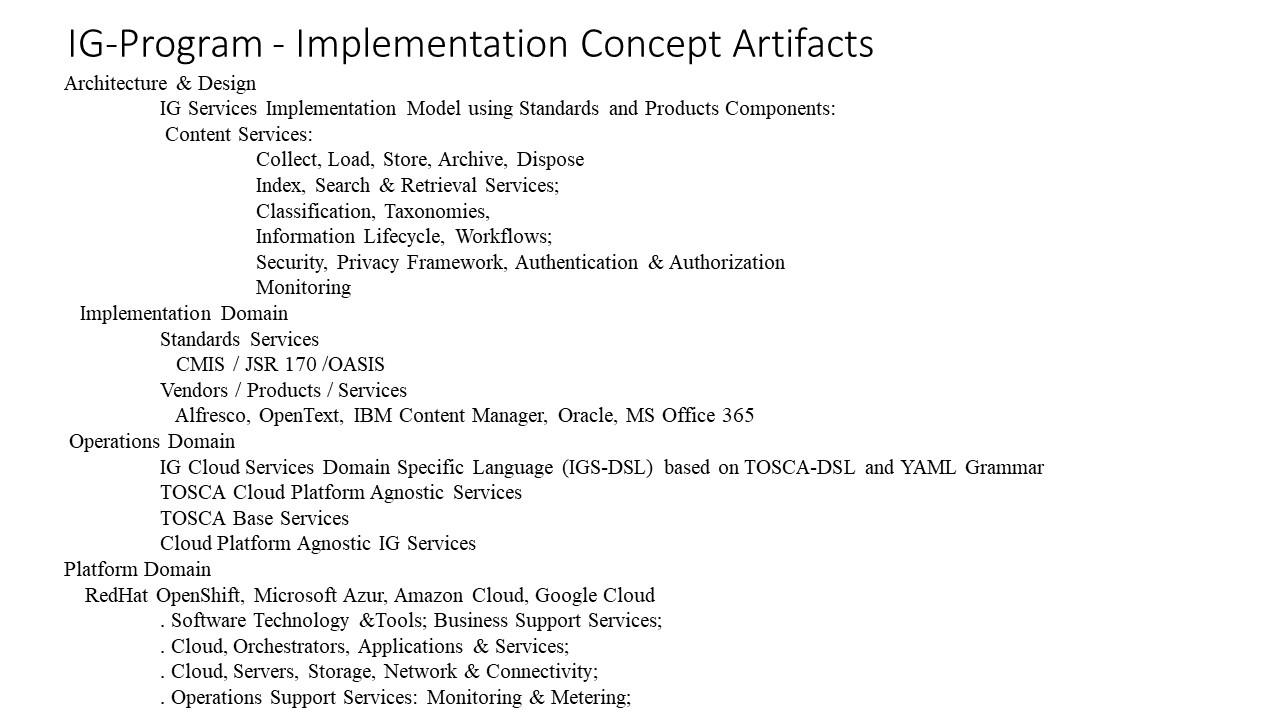 IG-Program - Implementation Concept Artifacts
Architecture & Design
IG Services Implementation Model using Standards and Products Components:
Content Services:
Collect, Load, Store, Archive, Dispose
Index, Search & Retrieval Services;
Classification, Taxonomies,
Information Lifecycle, Workflows;
Security, Privacy Framework, Authentication & Authorization
Monitoring
Implementation Domain
Standards Services
CMIS / JSR 170 /OASIS
Vendors / Products / Services
Alfresco, OpenText, IBM Content Manager, Oracle, MS Office 365
Operations Domain
IG Cloud Services Domain Specific Language (IGS-DSL) based on TOSCA-DSL and YAML Grammar
TOSCA Cloud Platform Agnostic Services
TOSCA Base Services
Cloud Platform Agnostic IG Services
Platform Domain
RedHat OpenShift, Microsoft Azur, Amazon Cloud, Google Cloud
. Software Technology &Tools; Business Support Services;
. Cloud, Orchestrators, Applications & Services;
. Cloud, Servers, Storage, Network & Connectivity;
. Operations Support Services: Monitoring & Metering;